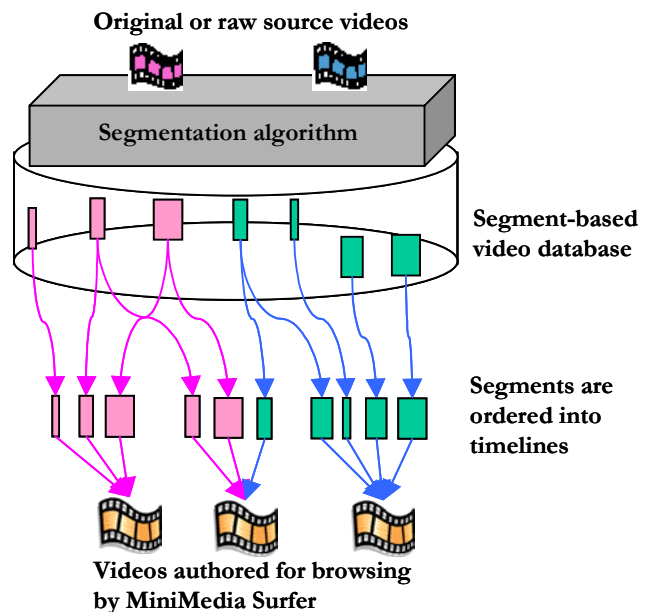 Original or raw source videos
Segmentation algorithm
Segment-based
video database
Segments are
ordered into
timelines
Videos authored for browsing
by MiniMedia Surfer